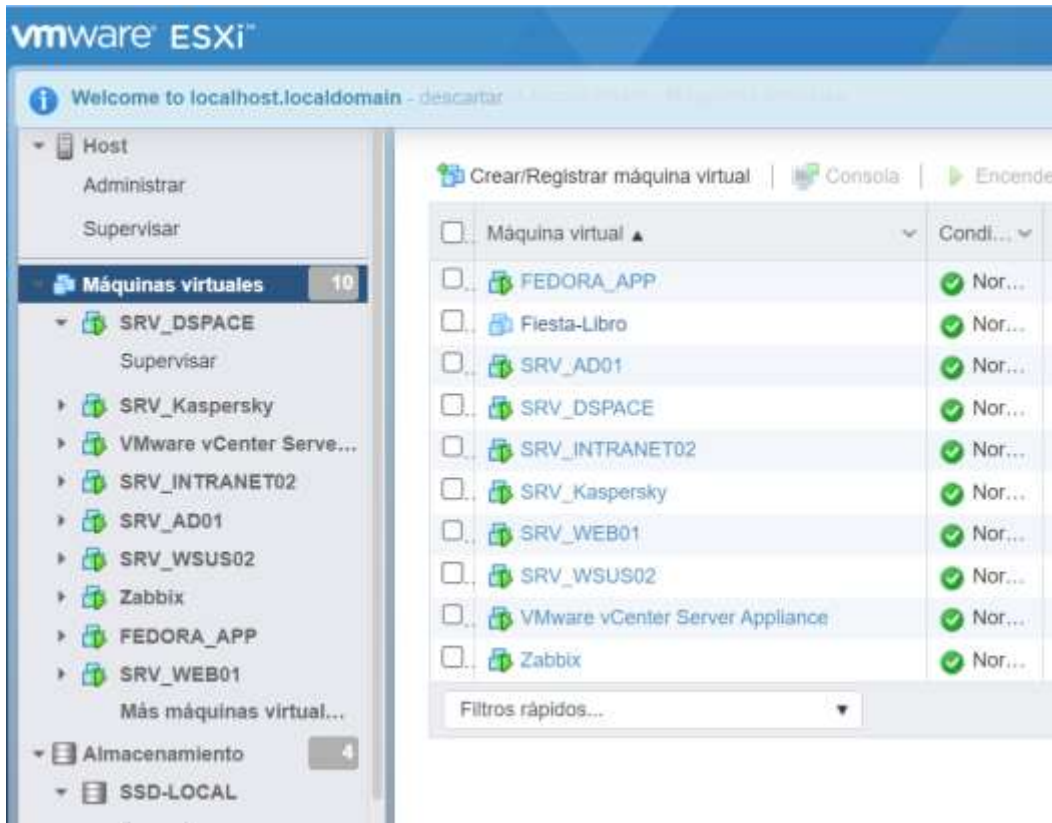 vmware ESXi™
Welcome to localhost.localdomain - descartar
Host
Administrar
Supervisar
Máquinas virtuales 10
SRV_DSPACE
Supervisar
SRV_Kaspersky
VMware vCenter Serve...
SRV_INTRANET02
SRV_AD01
SRV_WSUS02
Zabbix
FEDORA_APP
SRV_WEB01
Más máquinas virtual...
Almacenamiento 4
SSD-LOCAL
Crear/Registrar máquina virtual | Consola | Encende
Máquina virtual ▲ Condi...
FEDORA_APP Nor...
Fiesta-Libro Nor...
SRV_AD01 Nor...
SRV_DSPACE Nor...
SRV_INTRANET02 Nor...
SRV_Kaspersky Nor...
SRV_WEB01 Nor...
SRV_WSUS02 Nor...
VMware vCenter Server Appliance Nor...
Zabbix Nor...
Filtros rápidos...